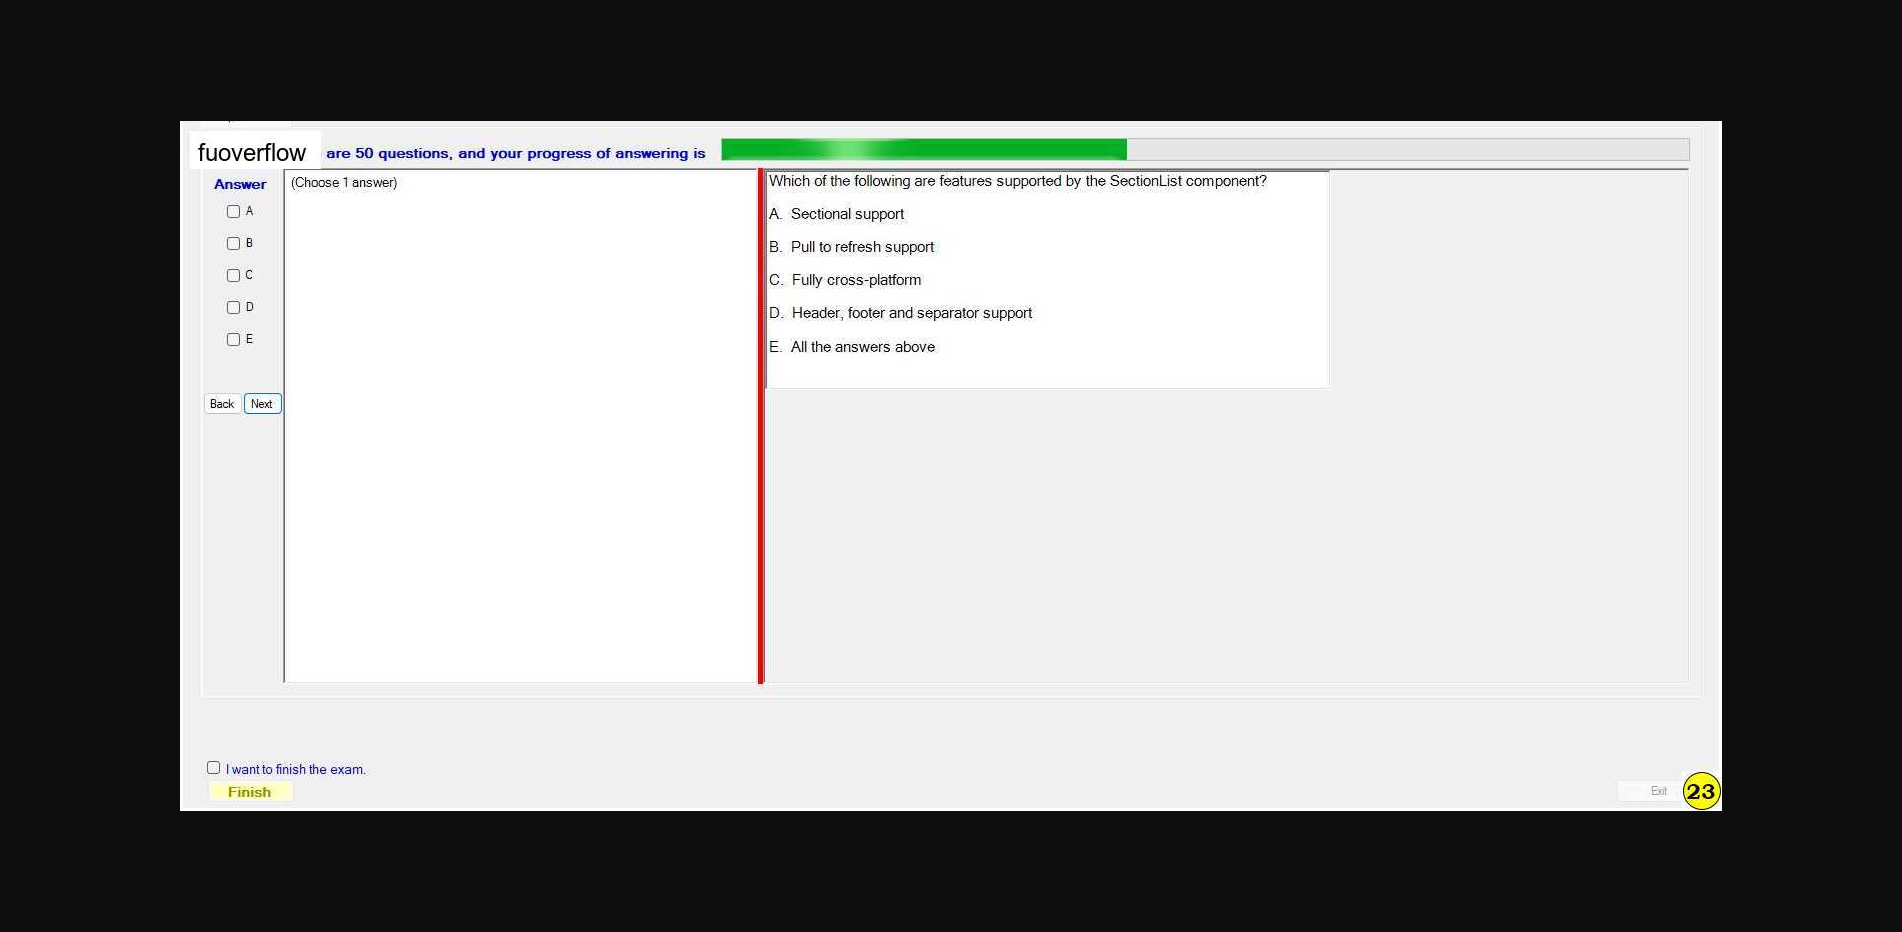 fuoverflow are 50 questions, and your progress of answering is
Answer
A
B
C
D
E
Back Next
(Choose 1 answer)
Which of the following are features supported by the SectionList component?
A. Sectional support
B. Pull to refresh support
C. Fully cross-platform
D. Header, footer and separator support
E. All the answers above
I want to finish the exam.
Finish
Exit
23